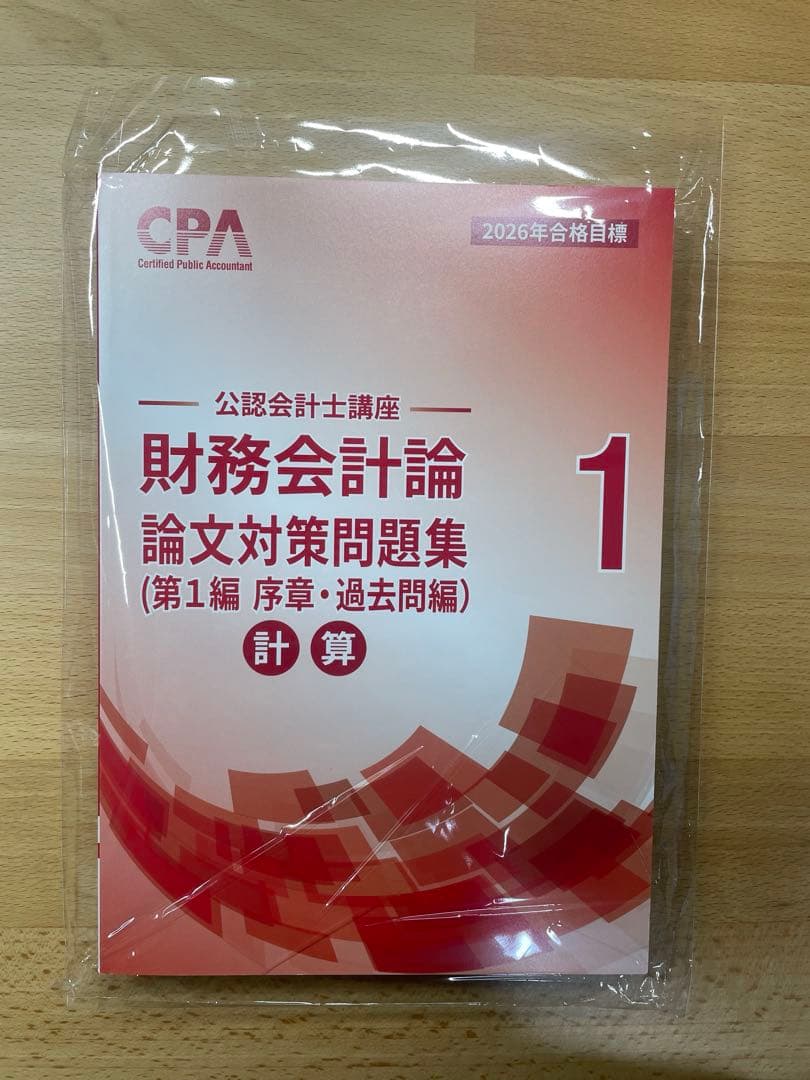 CPA
Certified Public Accountant
2026年合格目標
公認会計士講座
財務会計論
論文対策問題集
(第1編 序章・過去問編)
計算
1